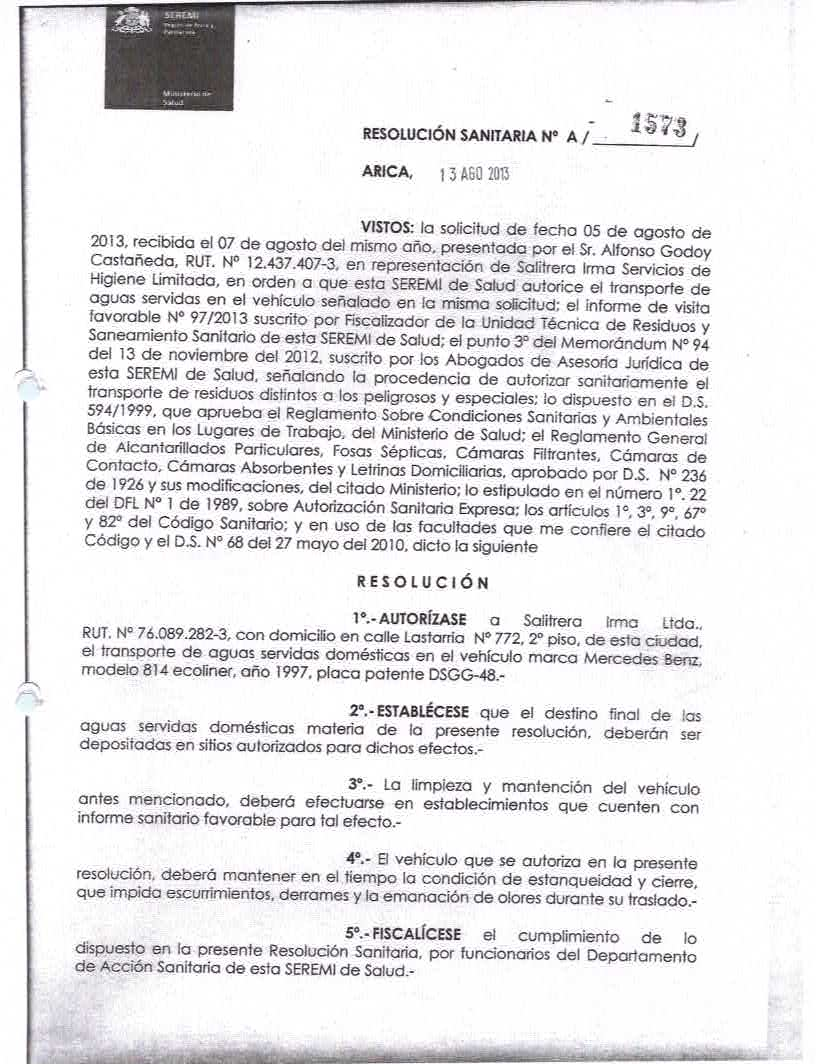 SEREMI
Región de Arica y
Parinacota
Ministerio de
Salud
RESOLUCIÓN SANITARIA Nº A / 1573 /
ARICA, 13 AGO 2013
VISTOS: la solicitud de fecha 05 de agosto de
2013, recibida el 07 de agosto del mismo año, presentada por el Sr. Alfonso Godoy
Castañeda, RUT. Nº 12.437.407-3, en representación de Salitrera Irma Servicios de
Higiene Limitada, en orden a que esta SEREMI de Salud autorice el transporte de
aguas servidas en el vehículo señalado en la misma solicitud; el informe de visita
favorable Nº 97/2013 suscrito por Fiscalizador de la Unidad Técnica de Residuos y
Saneamiento Sanitario de esta SEREMI de Salud; el punto 3º del Memorándum Nº 94
del 13 de noviembre del 2012, suscrito por los Abogados de Asesoría Jurídica de
esta SEREMI de Salud, señalando la procedencia de autorizar sanitariamente el
transporte de residuos distintos a los peligrosos y especiales; lo dispuesto en el D.S.
594/1999, que aprueba el Reglamento Sobre Condiciones Sanitarias y Ambientales
Básicas en los Lugares de Trabajo, del Ministerio de Salud; el Reglamento General
de Alcantarillados Particulares, Fosas Sépticas, Cámaras Filtrantes, Cámaras de
Contacto, Cámaras Absorbentes y Letrinas Domiciliarias, aprobado por D.S. Nº 236
de 1926 y sus modificaciones, del citado Ministerio; lo estipulado en el número 1º. 22
del DFL Nº 1 de 1989, sobre Autorización Sanitaria Expresa; los artículos 1º, 3º, 9º, 67º
y 82º del Código Sanitario; y en uso de las facultades que me confiere el citado
Código y el D.S. Nº 68 del 27 mayo del 2010, dicto la siguiente
RESOLUCIÓN
1º.- AUTORÍZASE a Salitrera Irma Ltda.,
RUT. Nº 76.089.282-3, con domicilio en calle Lastarria Nº 772, 2º piso, de esta ciudad,
el transporte de aguas servidas domésticas en el vehículo marca Mercedes Benz,
modelo 814 ecoliner, año 1997, placa patente DSGG-48.-
2º.- ESTABLÉCESE que el destino final de las
aguas servidas domésticas materia de la presente resolución, deberán ser
depositadas en sitios autorizados para dichos efectos.-
3º.- La limpieza y mantención del vehículo
antes mencionado, deberá efectuarse en establecimientos que cuenten con
informe sanitario favorable para tal efecto.-
4º.- El vehículo que se autoriza en la presente
resolución, deberá mantener en el tiempo la condición de estanqueidad y cierre,
que impida escurrimientos, derrames y la emanación de olores durante su traslado.-
5º.- FISCALÍCESE el cumplimiento de lo
dispuesto en la presente Resolución Sanitaria, por funcionarios del Departamento
de Acción Sanitaria de esta SEREMI de Salud.-